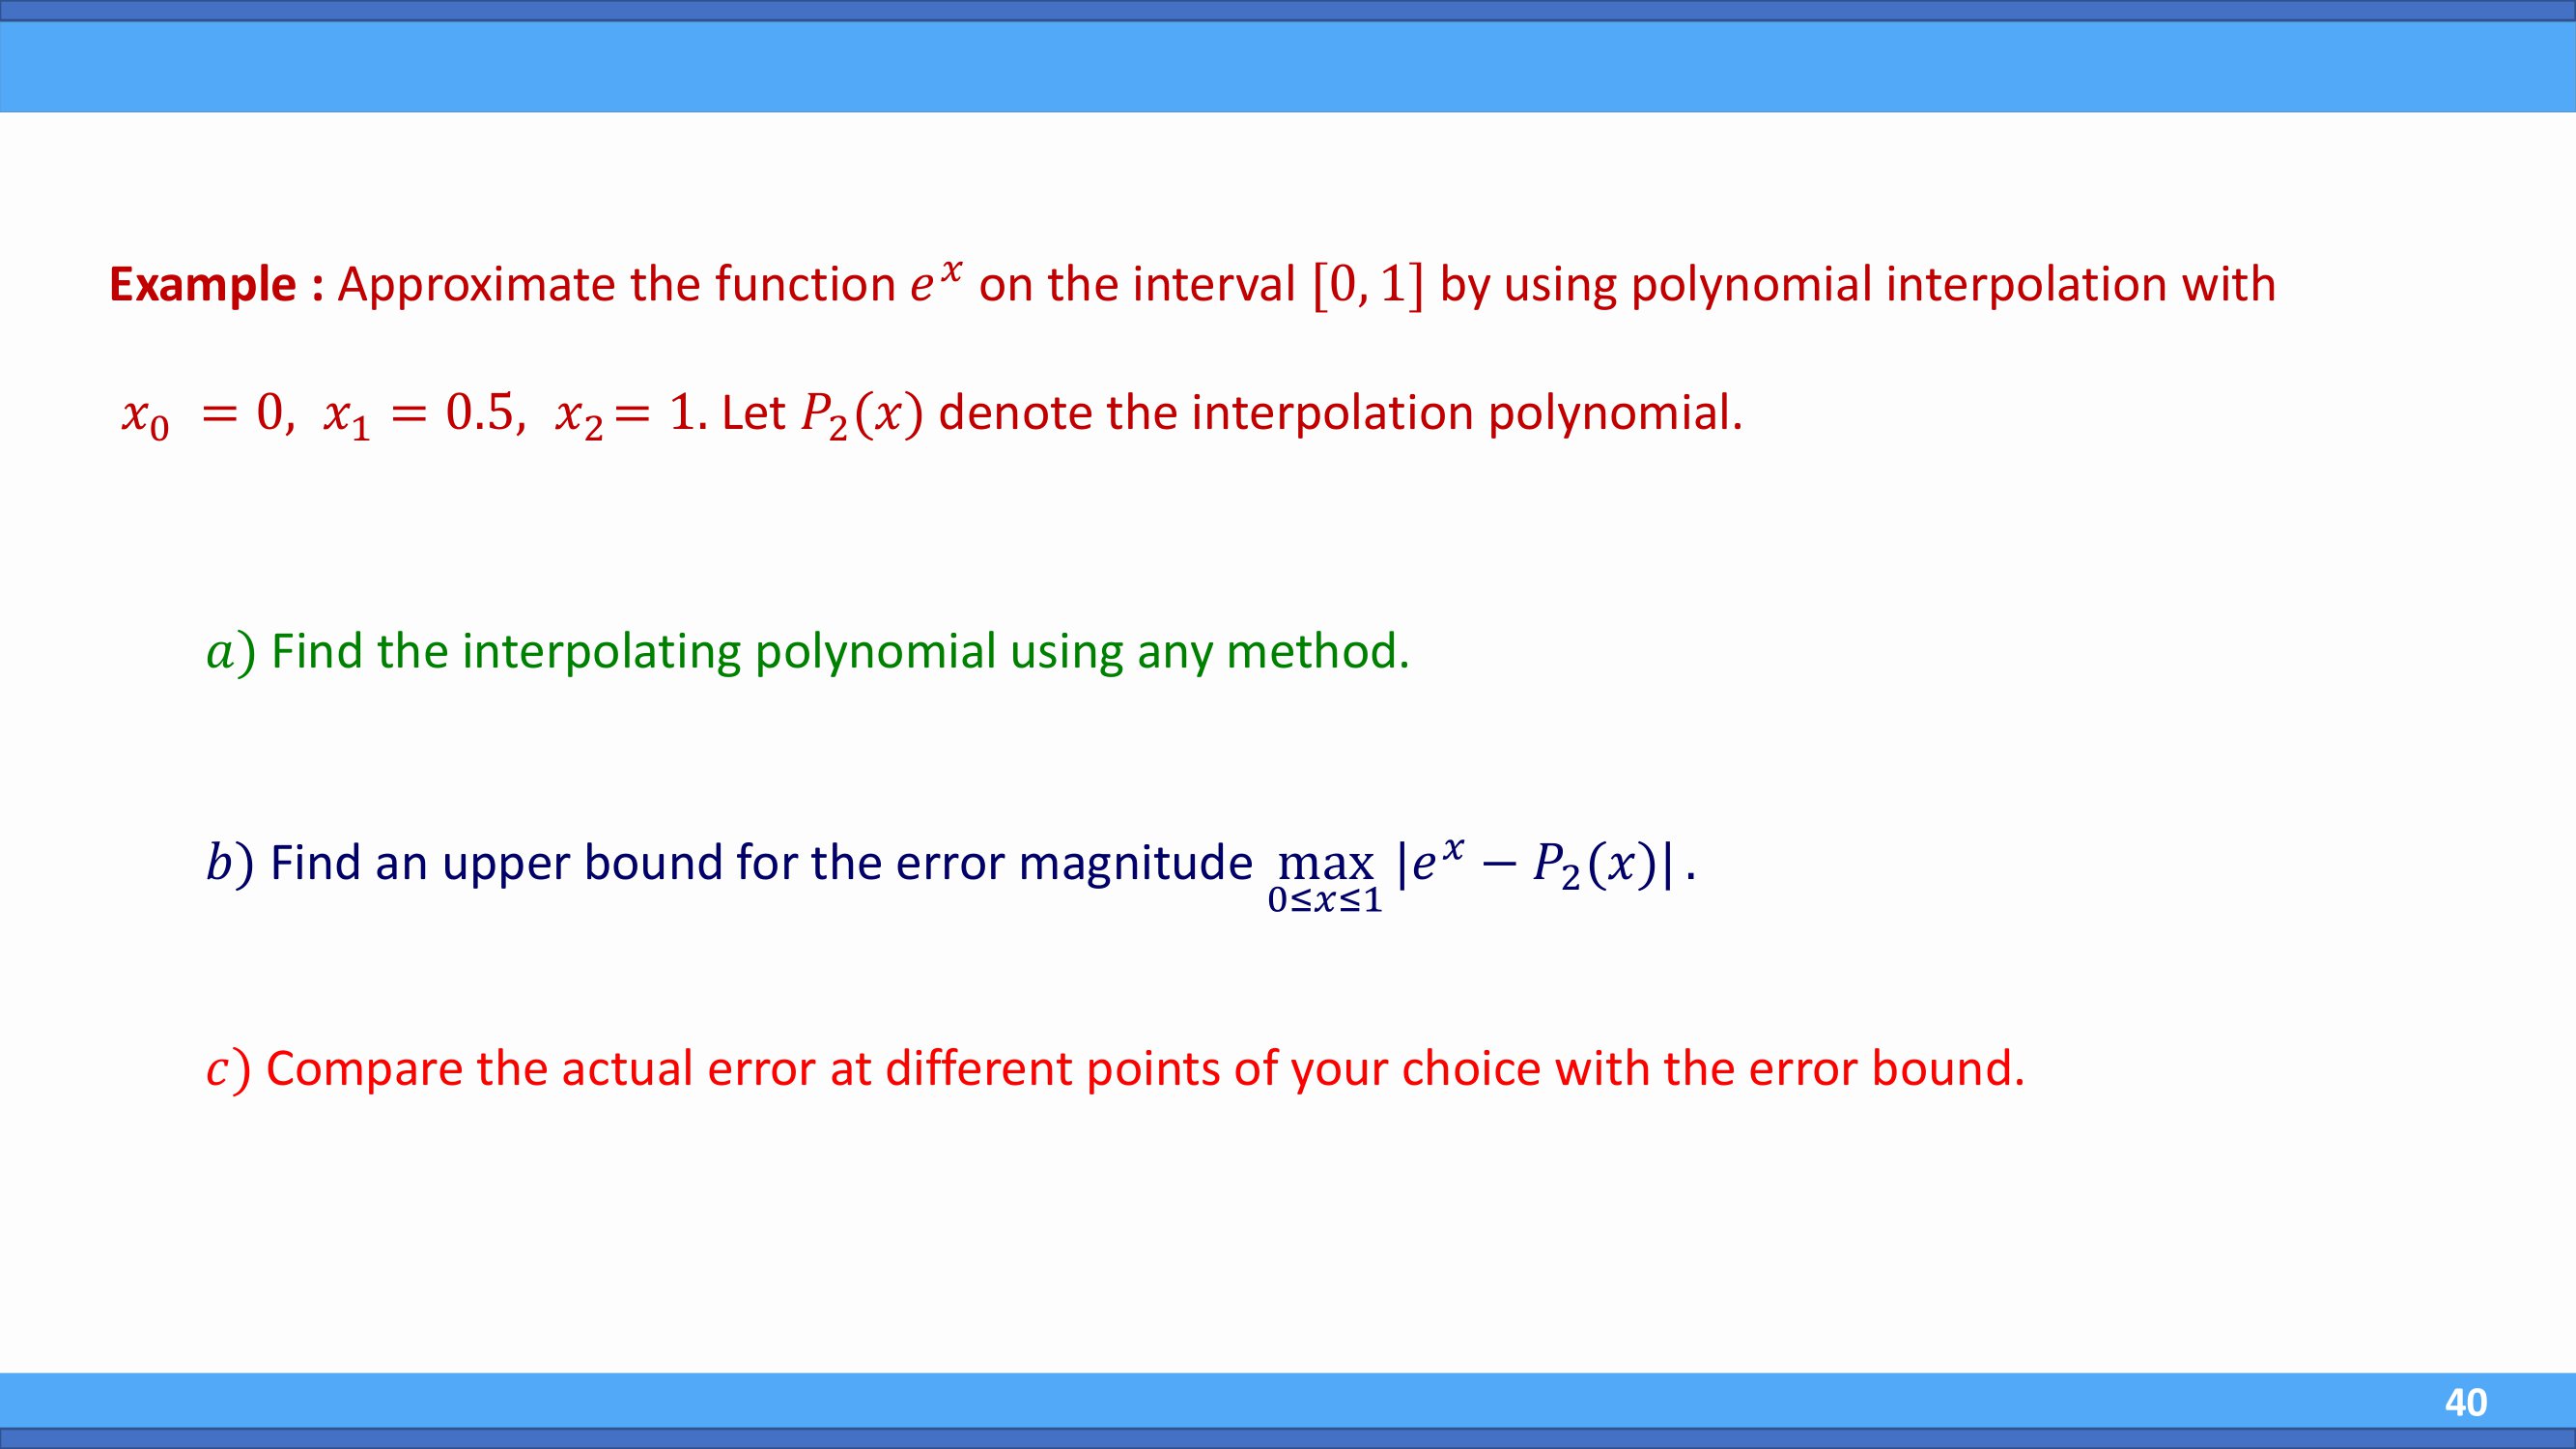 Example : Approximate the function $e^x$ on the interval $[0, 1]$ by using polynomial interpolation with
$x_0 = 0, \ x_1 = 0.5, \ x_2 = 1$. Let $P_2(x)$ denote the interpolation polynomial.
$a)$ Find the interpolating polynomial using any method.
$b)$ Find an upper bound for the error magnitude $\max_{0 \leq x \leq 1} |e^x - P_2(x)|$ .
$c)$ Compare the actual error at different points of your choice with the error bound.
40